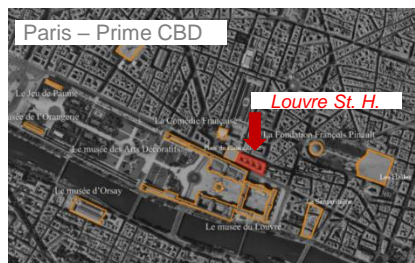 Paris – Prime CBD
Louvre St. H.
Le Jeu de Paume
musée de l'Orangerie
La Comédie Française
La Fondation François Pinault
Le musée des Arts Décoratifs
Les Halles
Le musée d'Orsay
La Samaritaine
Le musée du Louvre